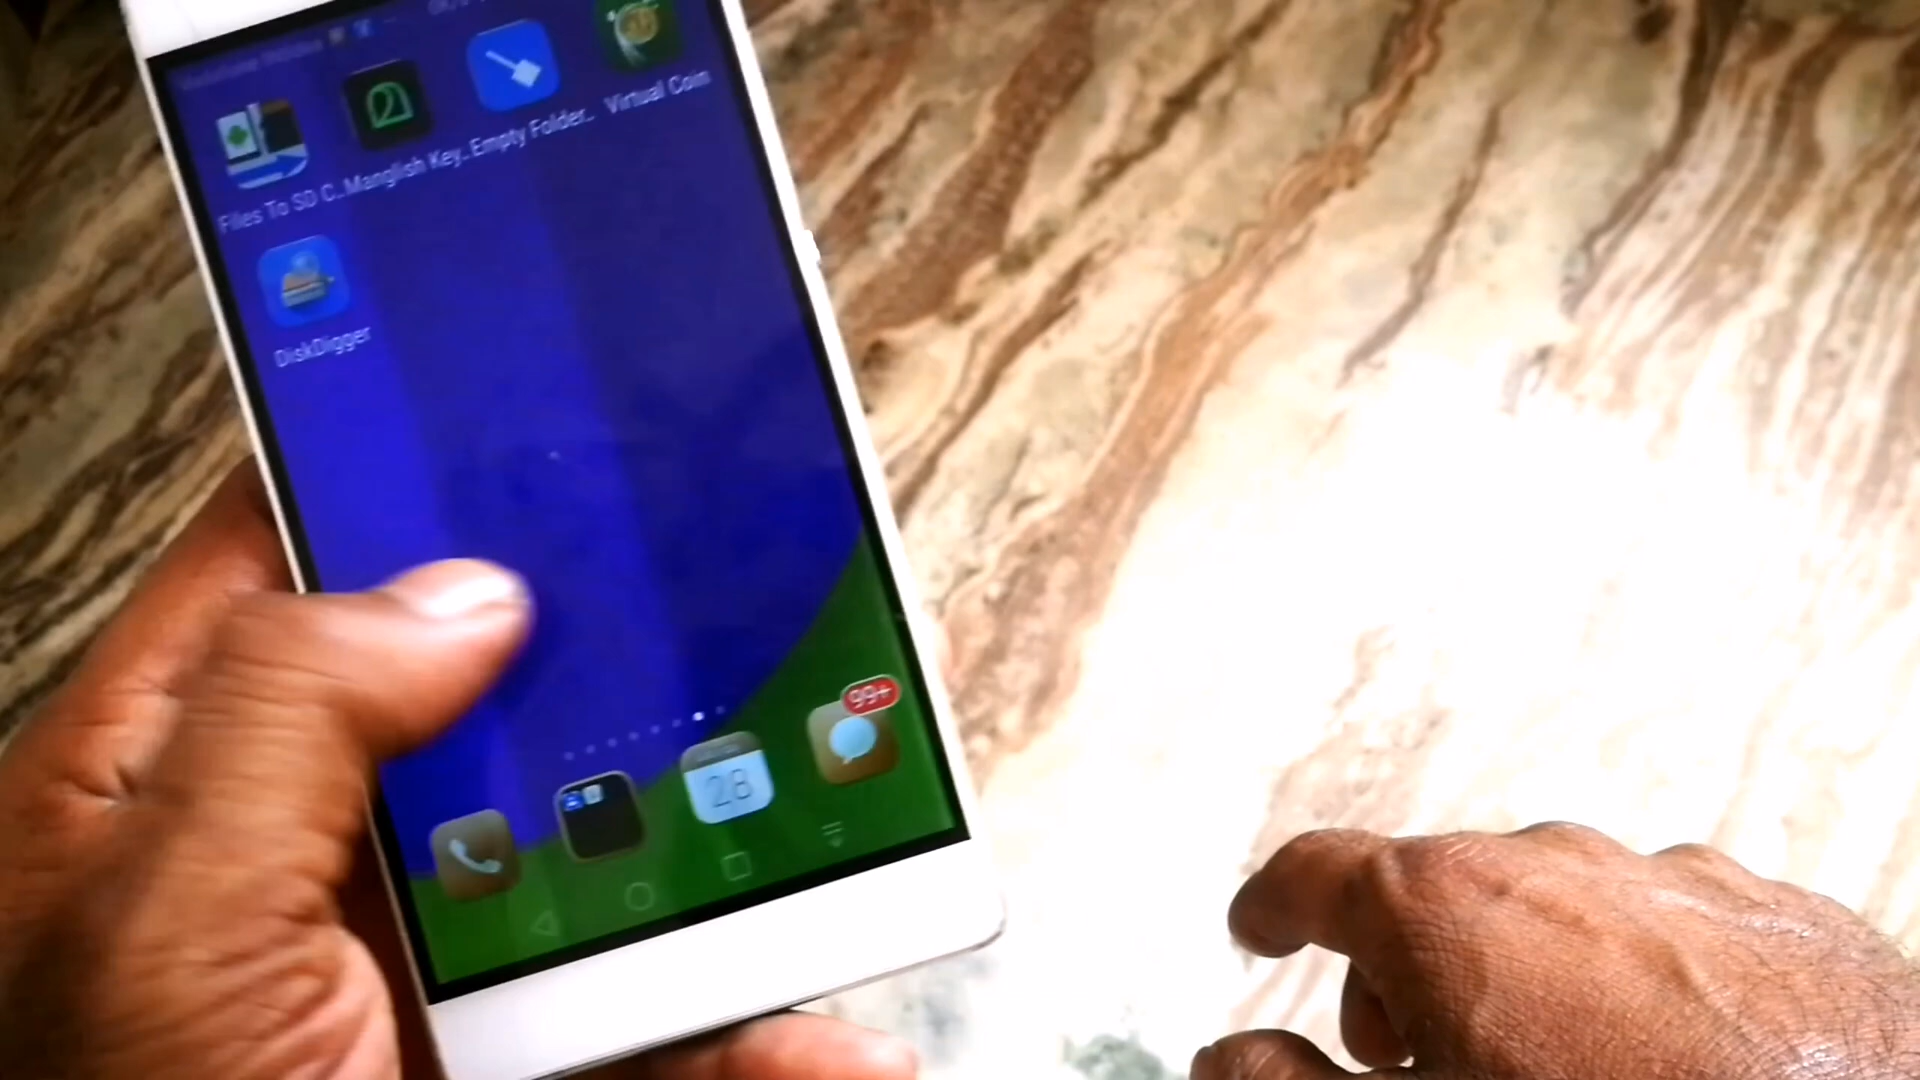 Files To SD C..
Manglish Key..
Empty Folder..
Virtual Coin
DiskDigger
99+
28